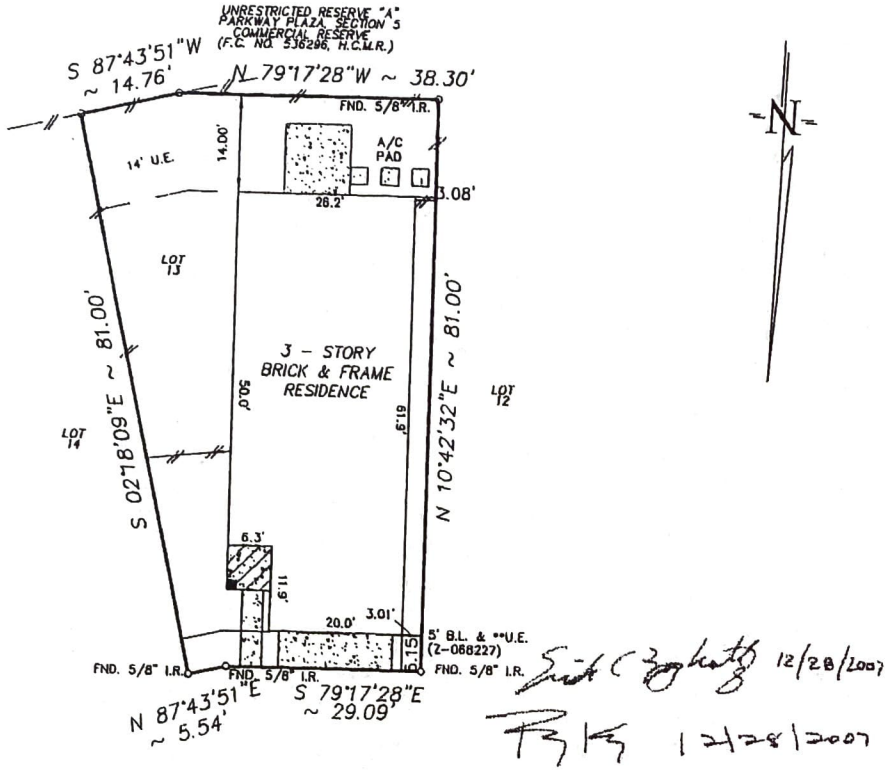 UNRESTRICTED RESERVE "A"
PARKWAY PLAZA, SECTION 5
COMMERCIAL RESERVE
(F.C. NO. 536296, H.C.M.R.)
S 87°43'51"W
~ 14.76'
N 79°17'28"W ~ 38.30'
FND. 5/8" I.R.
N
14' U.E.
14.00'
A/C
PAD
26.2'
3.08'
LOT
13
3 - STORY
BRICK & FRAME
RESIDENCE
50.0'
61.9'
LOT
12
LOT
14
S 02°18'09"E ~ 81.00'
N 10°42'32"E ~ 81.00'
6.3'
11.9'
20.0'
3.01'
5.15
5' B.L. & **U.E.
(Z-068227)
FND. 5/8" I.R.
FND. 5/8" I.R.
FND. 5/8" I.R.
N 87°43'51"E
~ 5.54'
S 79°17'28"E
~ 29.09'
12/28/2007
12/28/2007